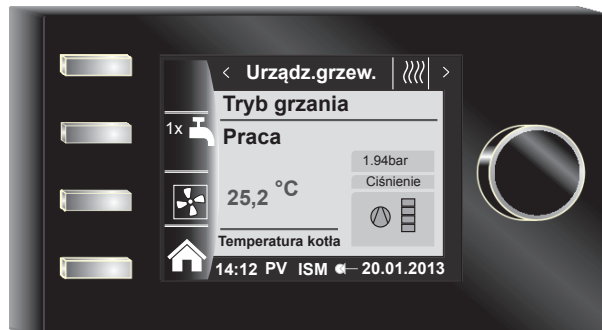 < Urządz.grzew. >
Tryb grzania
1x
Praca
1.94bar
Ciśnienie
25,2 °C
Temperatura kotła
14:12 PV ISM 20.01.2013